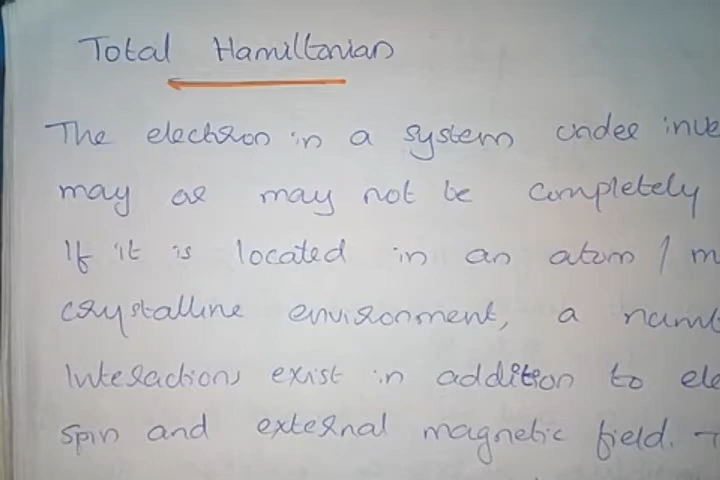 Total Hamiltonian
The electron in a system under inve
may or may not be completely
If it is located in an atom / m
crystalline environment, a numb
Interactions exist in addition to ele
spin and external magnetic field. T